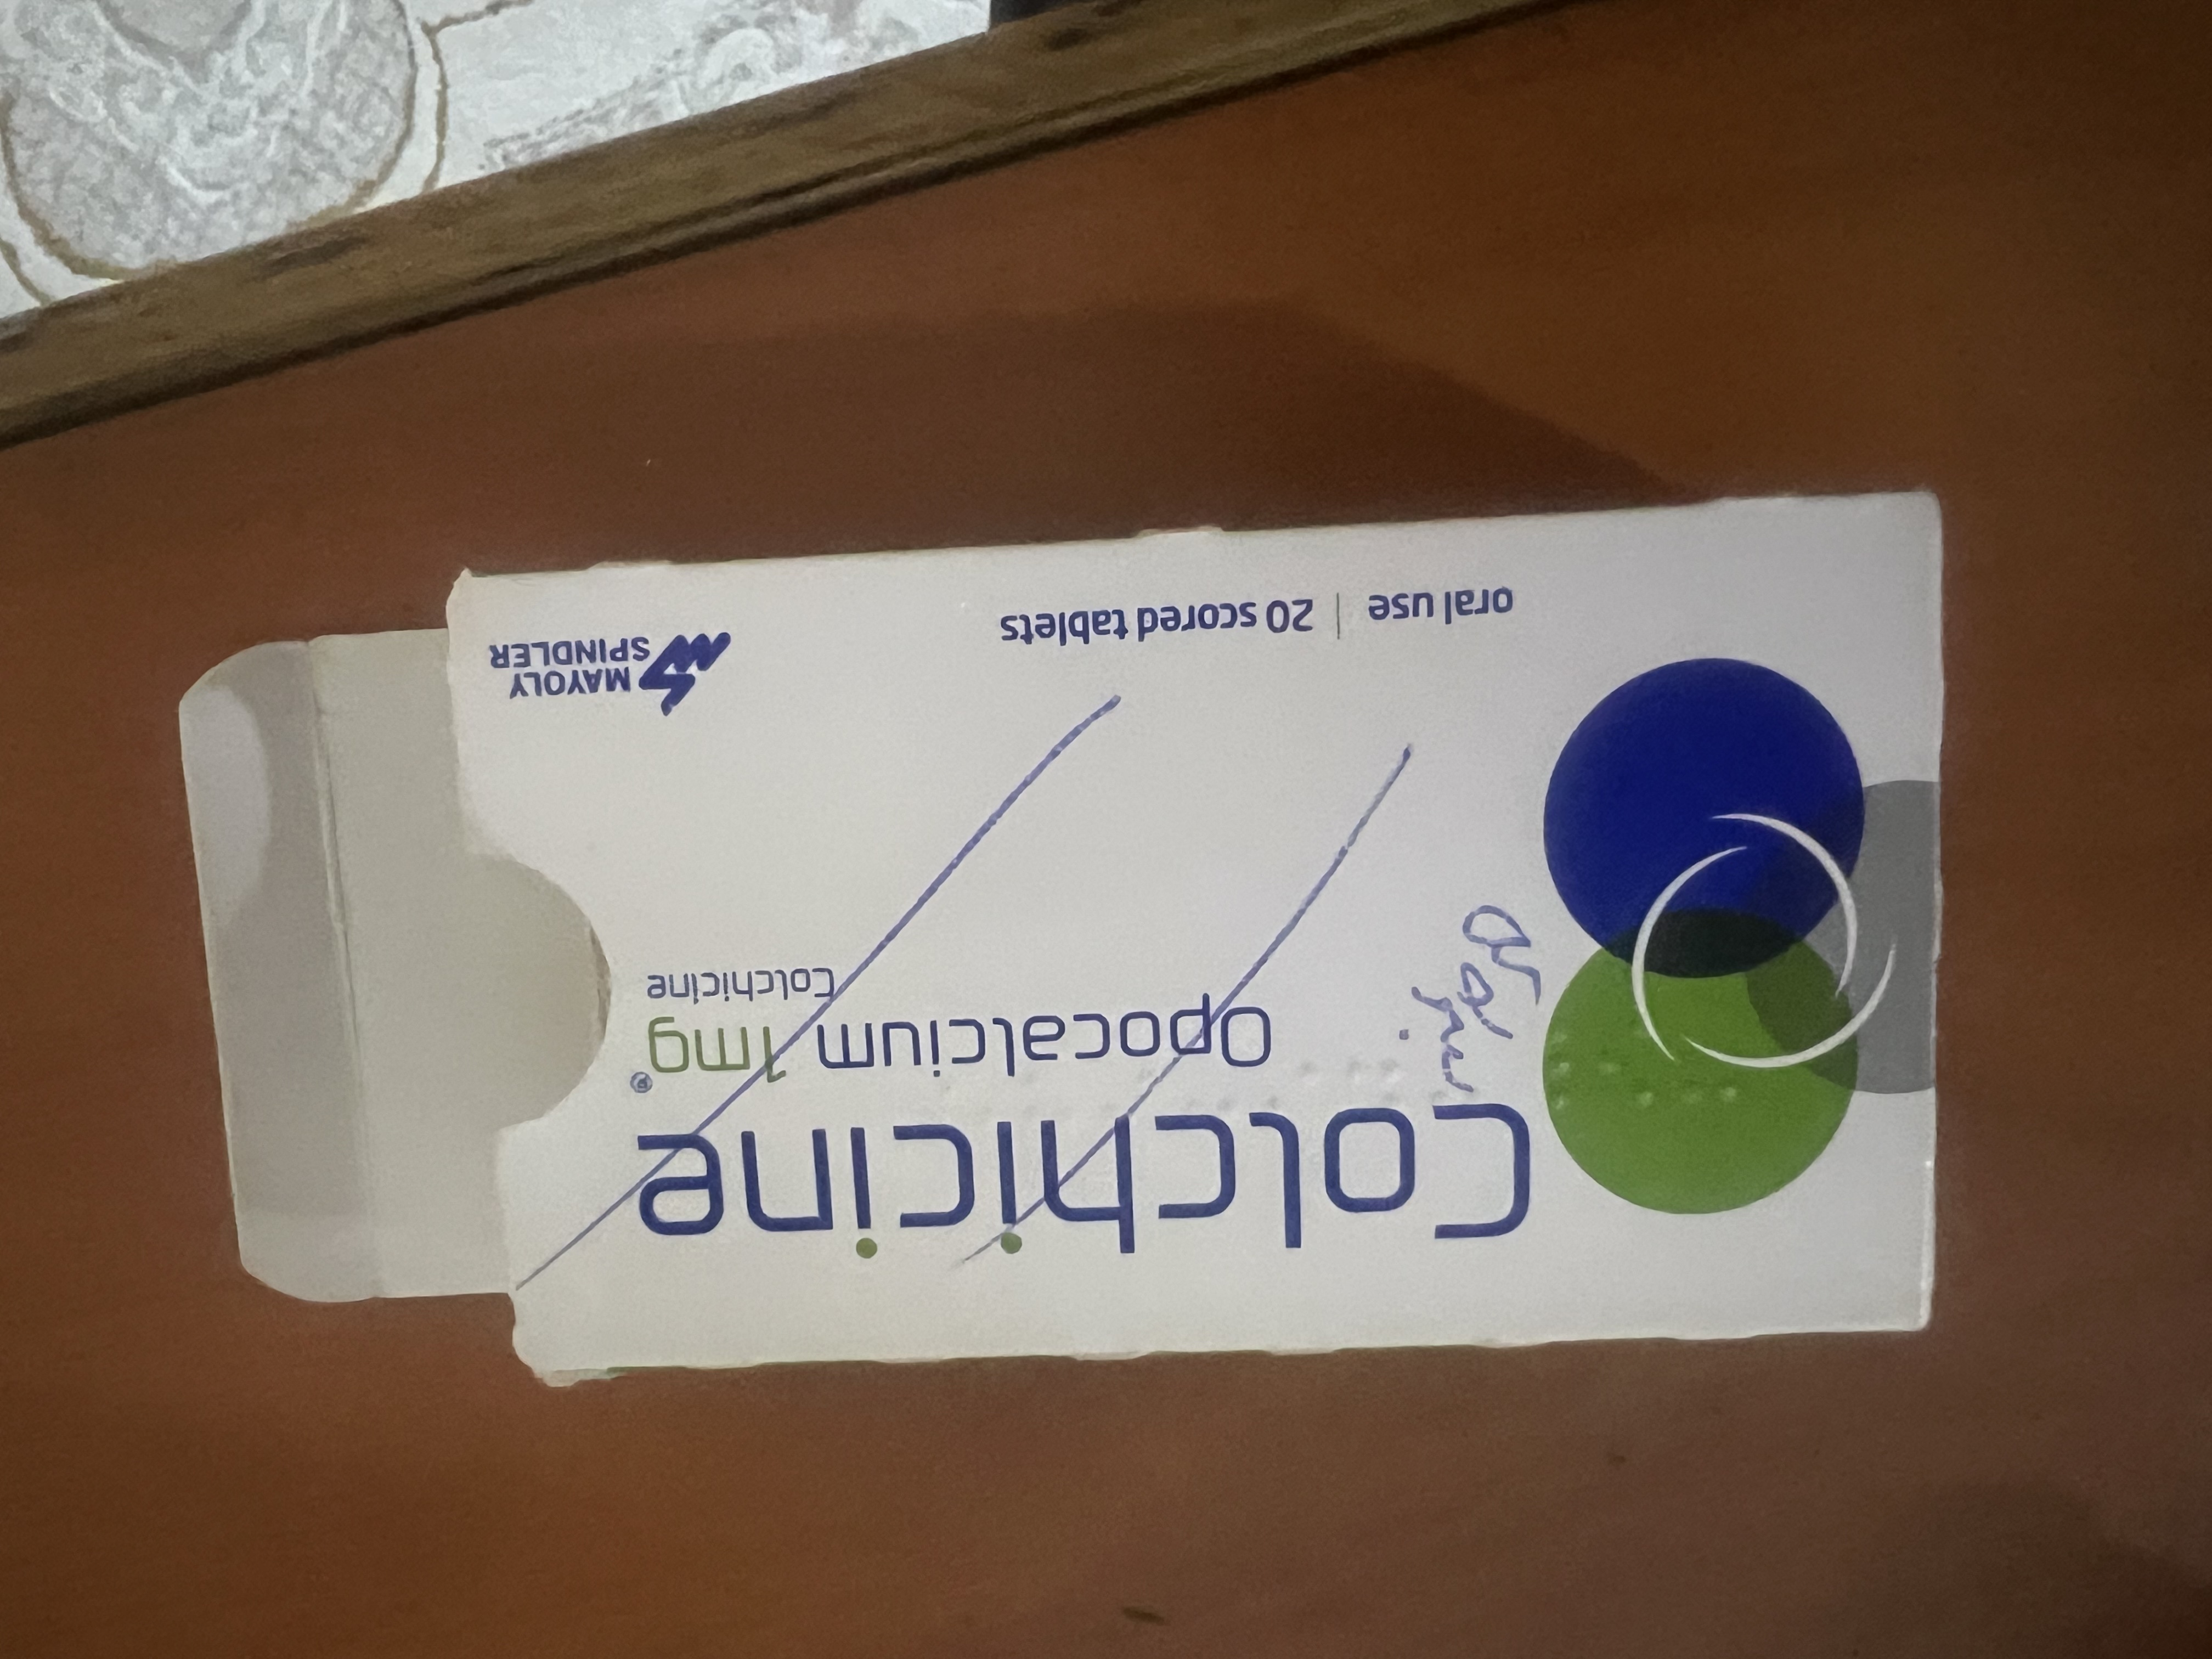 Colchicine®
Opocalcium 1mg
Colchicine
oral use | 20 scored tablets
MAYOLY
SPINDLER